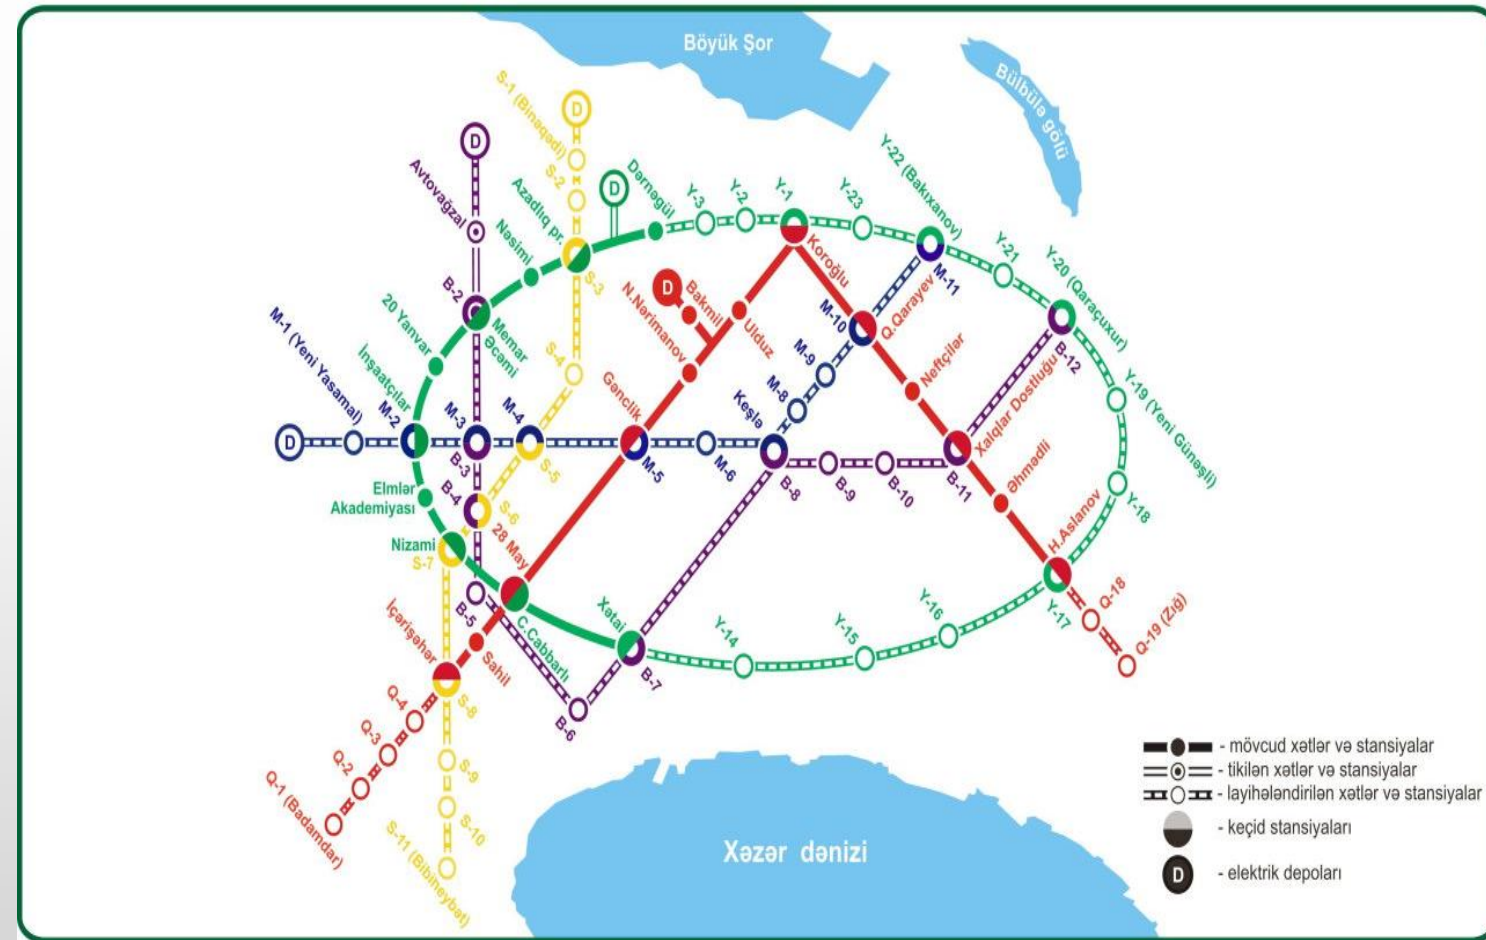 Böyük Şor
Bülbülə gölü
S-1 (Binəqədi)
D
D
S-2
Avtovağzal
Azadlıq pr.
Dərnəgül
D
Y-3
Y-2
Y-1
Y-23
Y-22 (Bakıxanov)
Nəsimi
S-3
Koroğlu
M-11
Y-21
Y-20 (Qaraçuxur)
B-2
Memar
Əcəmi
20 Yanvar
D
Bakmil
N.Nərimanov
Ulduz
M-10
Q.Qarayev
B-12
M-1 (Yeni Yasamal)
İnşaatçılar
S-4
M-9
M-8
Neftçilər
Y-19 (Yeni Günəşli)
Gənclik
Keşlə
Xalqlar Dostluğu
D
M-2
M-3
M-4
B-3
S-5
M-5
M-6
B-8
B-9
B-10
B-11
Əhmədli
Y-18
Elmlər
Akademiyası
B-4
S-6
28 May
H.Aslanov
Nizami
S-7
B-5
C.Cabbarlı
Xətai
Y-14
Y-15
Y-16
Y-17
Q-18
Q-19 (Zığ)
İçərişəhər
Sahil
B-7
B-6
S-8
Q-4
Q-3
Q-2
Q-1 (Badamdar)
S-9
S-10
S-11 (Bibiheybət)
Xəzər dənizi
- mövcud xətlər və stansiyalar
- tikilən xətlər və stansiyalar
- layihələndirilən xətlər və stansiyalar
- keçid stansiyaları
D - elektrik depoları